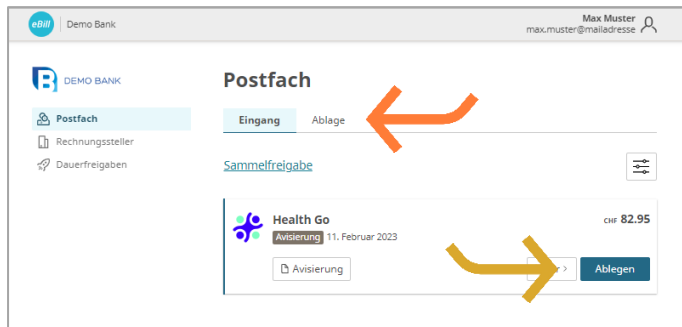 eBill Demo Bank
Max Muster
max.muster@mailadresse
DEMO BANK
Postfach
Rechnungssteller
Dauerfreigaben
Postfach
Eingang Ablage
Sammelfreigabe
Health Go CHF 82.95
Avisierung 11. Februar 2023
Avisierung Ablegen